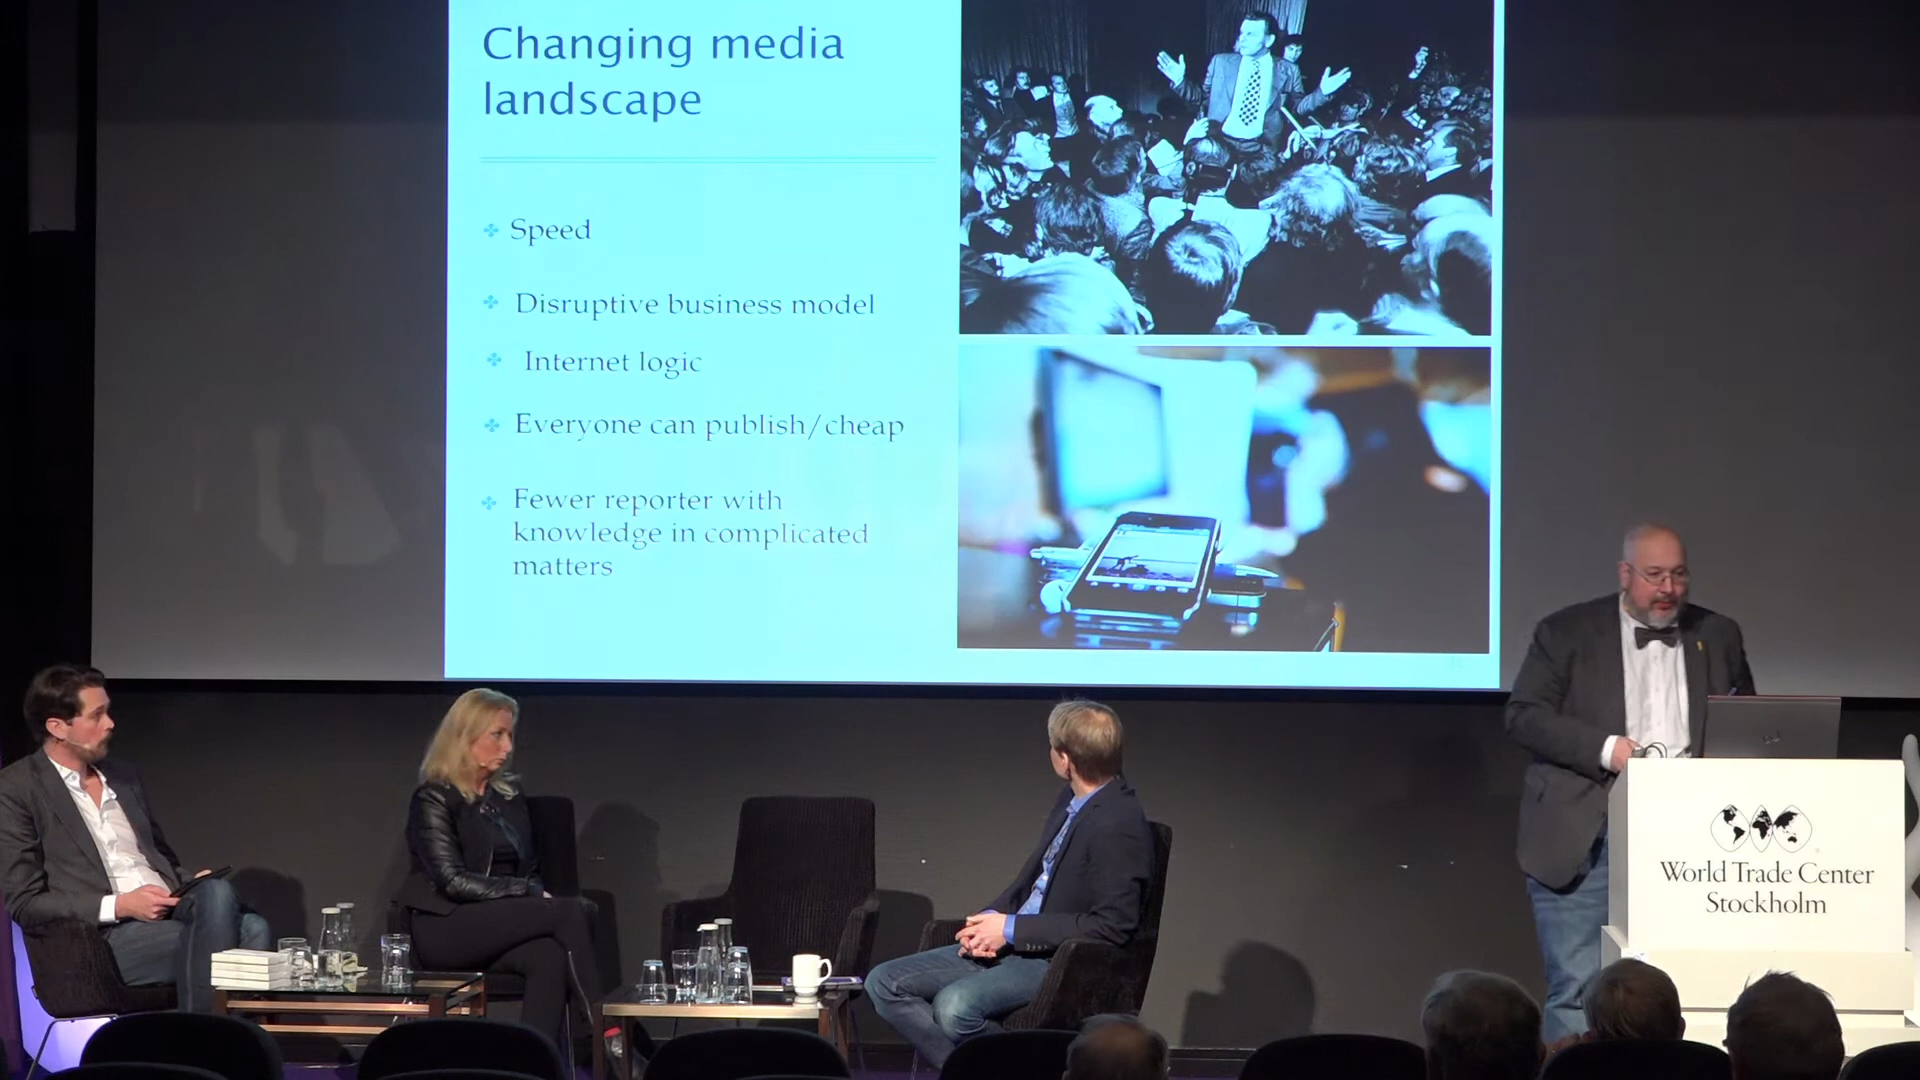 Changing media
landscape
Speed
Disruptive business model
Internet logic
Everyone can publish/cheap
Fewer reporter with
knowledge in complicated
matters
World Trade Center
Stockholm